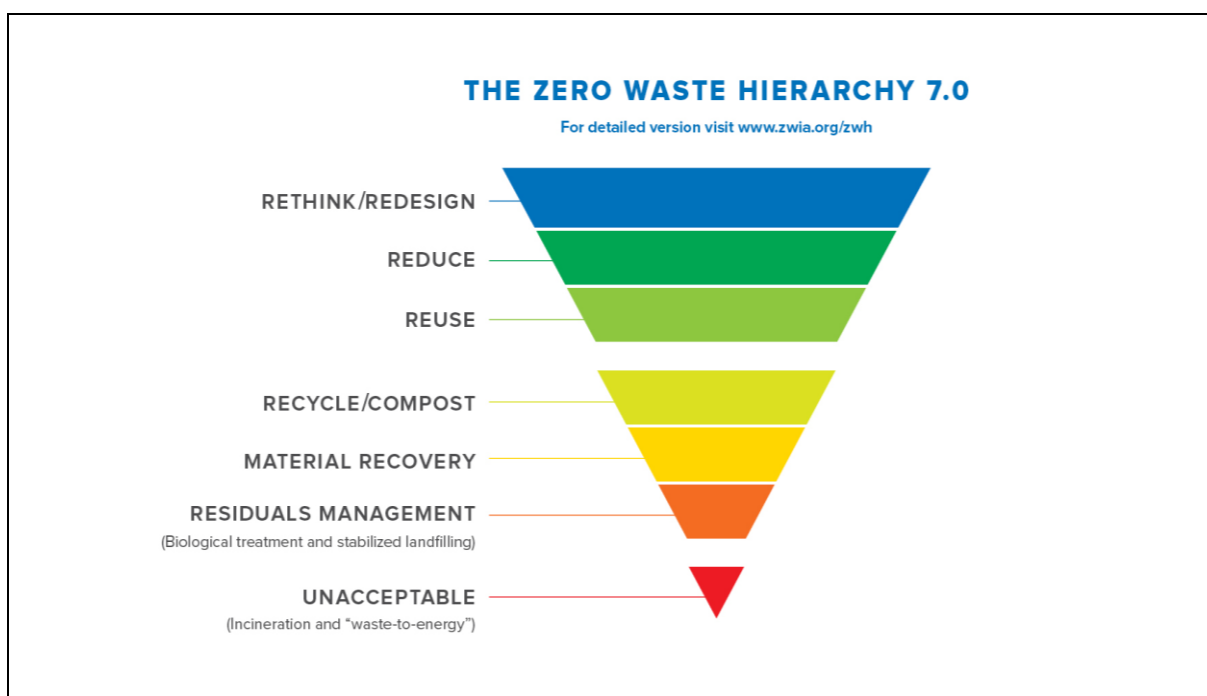 THE ZERO WASTE HIERARCHY 7.0
For detailed version visit www.zwia.org/zwh
RETHINK/REDESIGN
REDUCE
REUSE
RECYCLE/COMPOST
MATERIAL RECOVERY
RESIDUALS MANAGEMENT
(Biological treatment and stabilized landfilling)
UNACCEPTABLE
(Incineration and “waste-to-energy”)